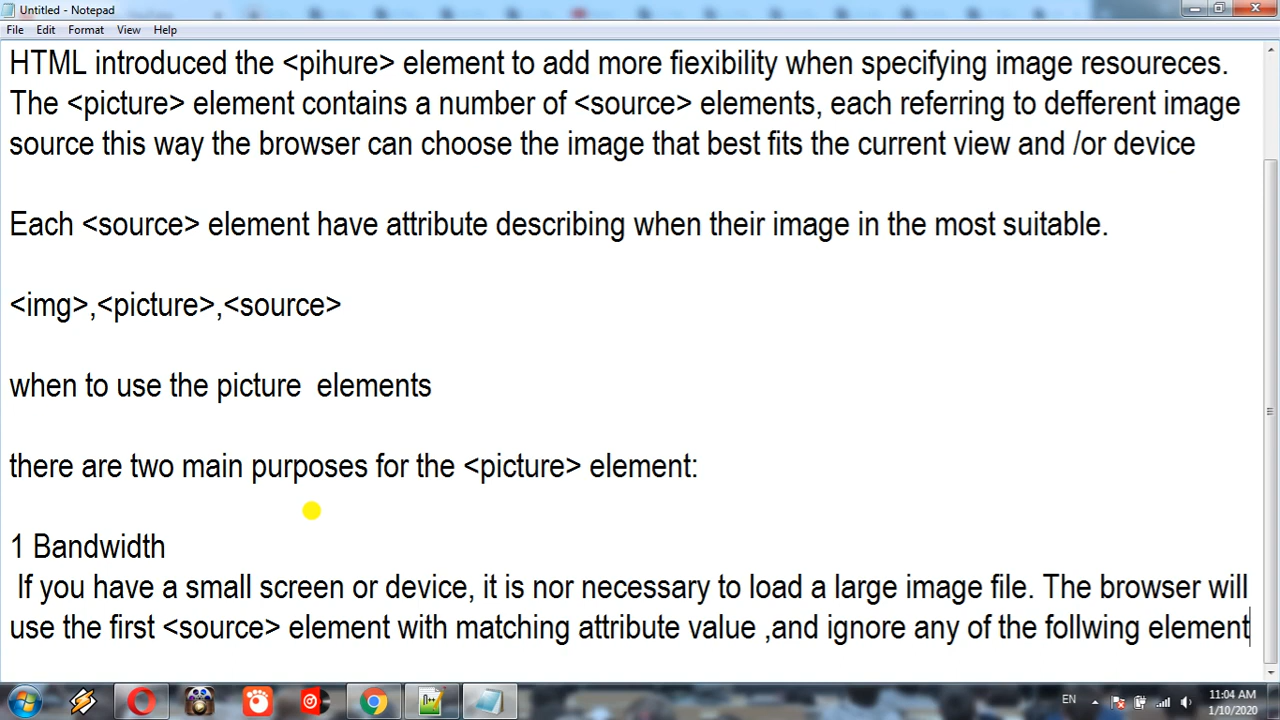 Untitled - Notepad
File Edit Format View Help
HTML introduced the <pihure> element to add more fiexibility when specifying image resoureces.
The <picture> element contains a number of <source> elements, each referring to defferent image
source this way the browser can choose the image that best fits the current view and /or device
Each <source> element have attribute describing when their image in the most suitable.
<img>,<picture>,<source>
when to use the picture  elements
there are two main purposes for the <picture> element:
1 Bandwidth
If you have a small screen or device, it is nor necessary to load a large image file. The browser will
use the first <source> element with matching attribute value ,and ignore any of the follwing element
EN
11:04 AM
1/10/2020